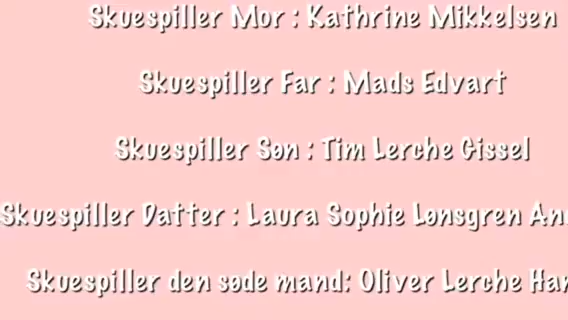 Skuespiller Mor : Kathrine Mikkelsen
Skuespiller Far : Mads Edvart
Skuespiller Søn : Tim Lerche Gissel
Skuespiller Datter : Laura Sophie Lønsgren
Skuespiller den søde mand: Oliver Lerche